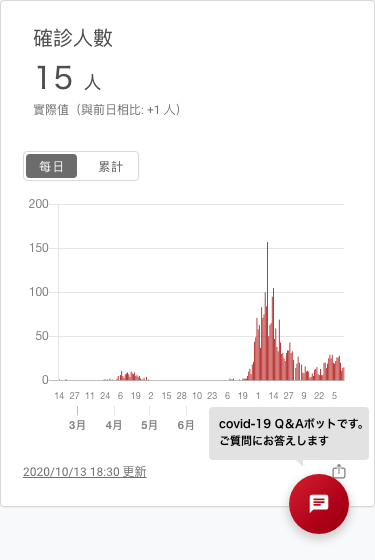 確診人數
15 人
實際值（與前日相比: +1 人）
每日 累計
200
150
100
50
0
14 27 11 24 6 19 2 15 28 10 23 6 19 1 14 27 9 22 5
3月 4月 5月 6月
covid-19 Q&Aボットです。
ご質問にお答えします
2020/10/13 18:30 更新